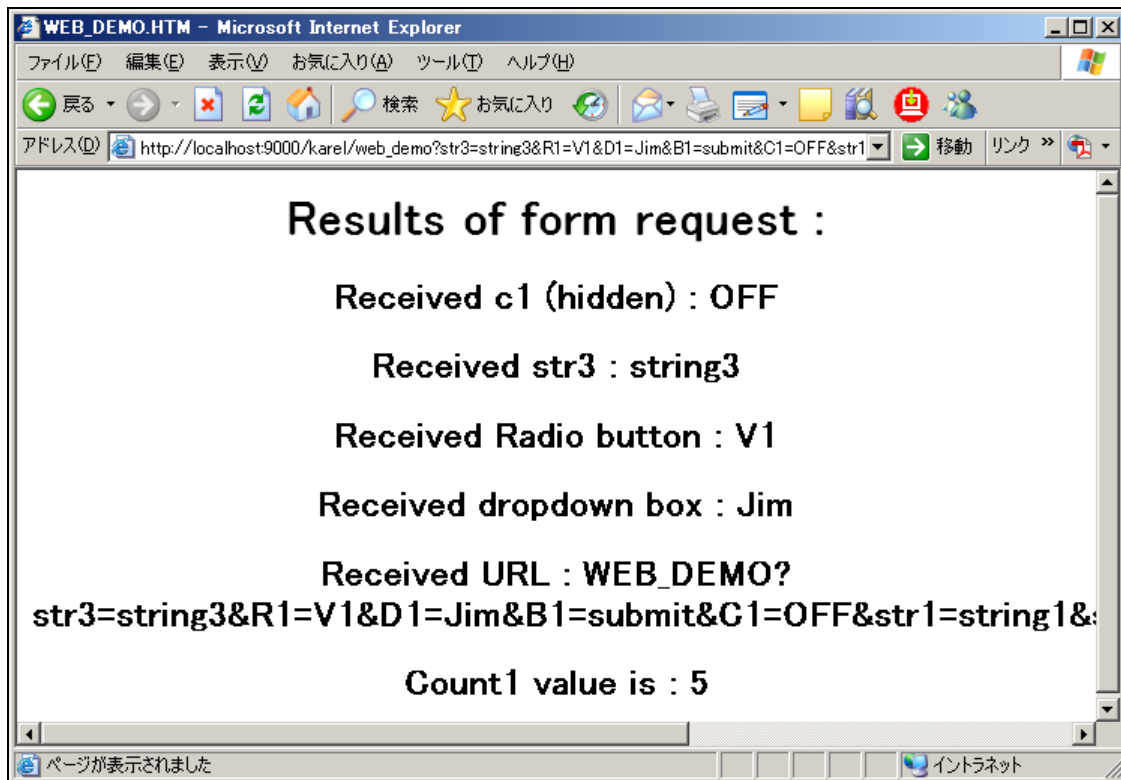 WEB_DEMO.HTM - Microsoft Internet Explorer
ファイル(F) 編集(E) 表示(V) お気に入り(A) ツール(T) ヘルプ(H)
戻る 検索 お気に入り
アドレス(D) http://localhost:9000/karel/web_demo?str3=string3&R1=V1&D1=Jim&B1=submit&C1=OFF&str1 移動 リンク »
Results of form request :
Received c1 (hidden) : OFF
Received str3 : string3
Received Radio button : V1
Received dropdown box : Jim
Received URL : WEB_DEMO?
str3=string3&R1=V1&D1=Jim&B1=submit&C1=OFF&str1=string1&
Count1 value is : 5
ページが表示されました イントラネット